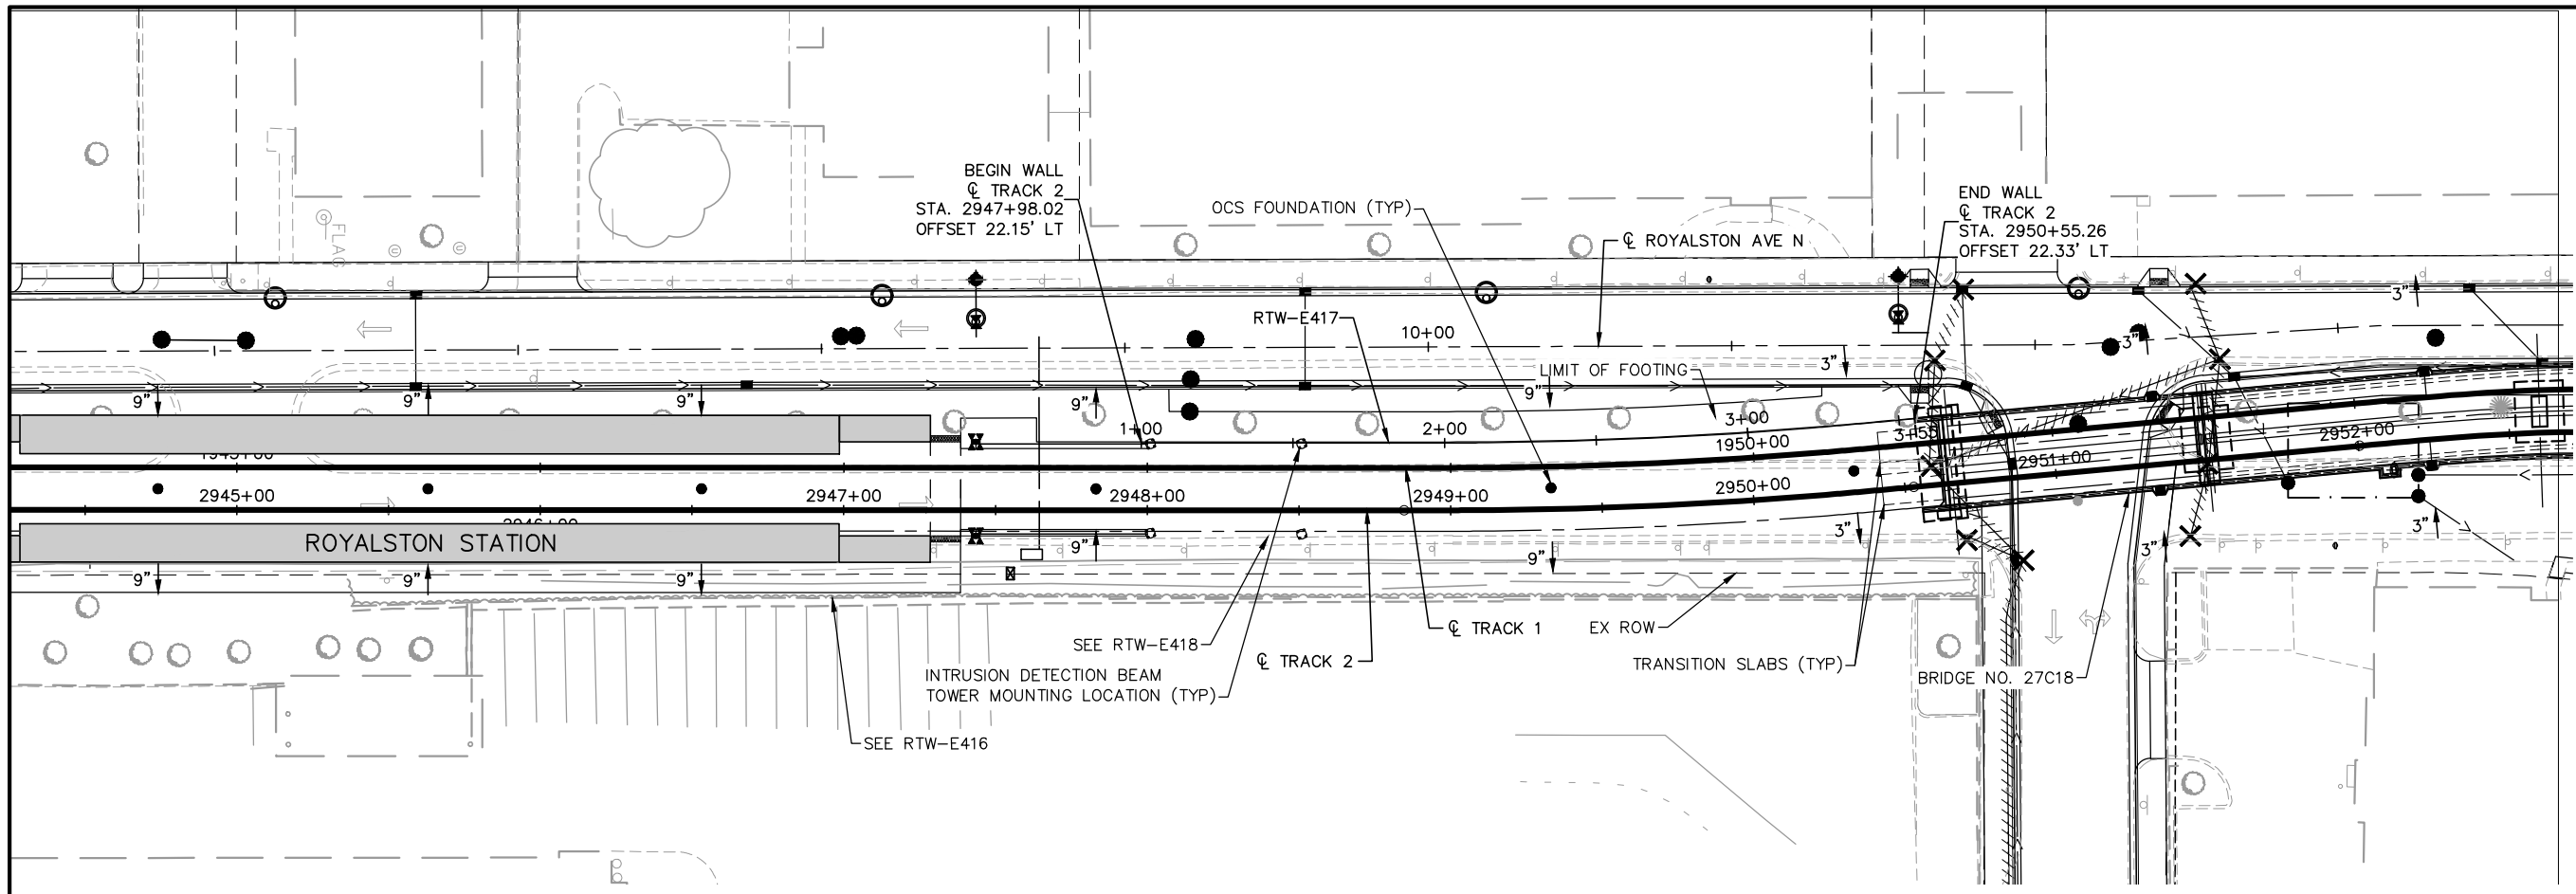 BEGIN WALL
℄ TRACK 2
STA. 2947+98.02
OFFSET 22.15' LT
OCS FOUNDATION (TYP)
END WALL
℄ TRACK 2
STA. 2950+55.26
OFFSET 22.33' LT
℄ ROYALSTON AVE N
FLAG
RTW-E417
10+00
LIMIT OF FOOTING
3"
3"
3"
9"
9"
9"
9"
9"
1+00
2+00
3+00
3+55
1950+00
2945+00
2947+00
2948+00
2949+00
2950+00
2951+00
2952+00
2946+00
ROYALSTON STATION
9"
9"
9"
9"
9"
3"
3"
3"
℄ TRACK 1
EX ROW
SEE RTW-E418
℄ TRACK 2
TRANSITION SLABS (TYP)
INTRUSION DETECTION BEAM
TOWER MOUNTING LOCATION (TYP)
BRIDGE NO. 27C18
SEE RTW-E416